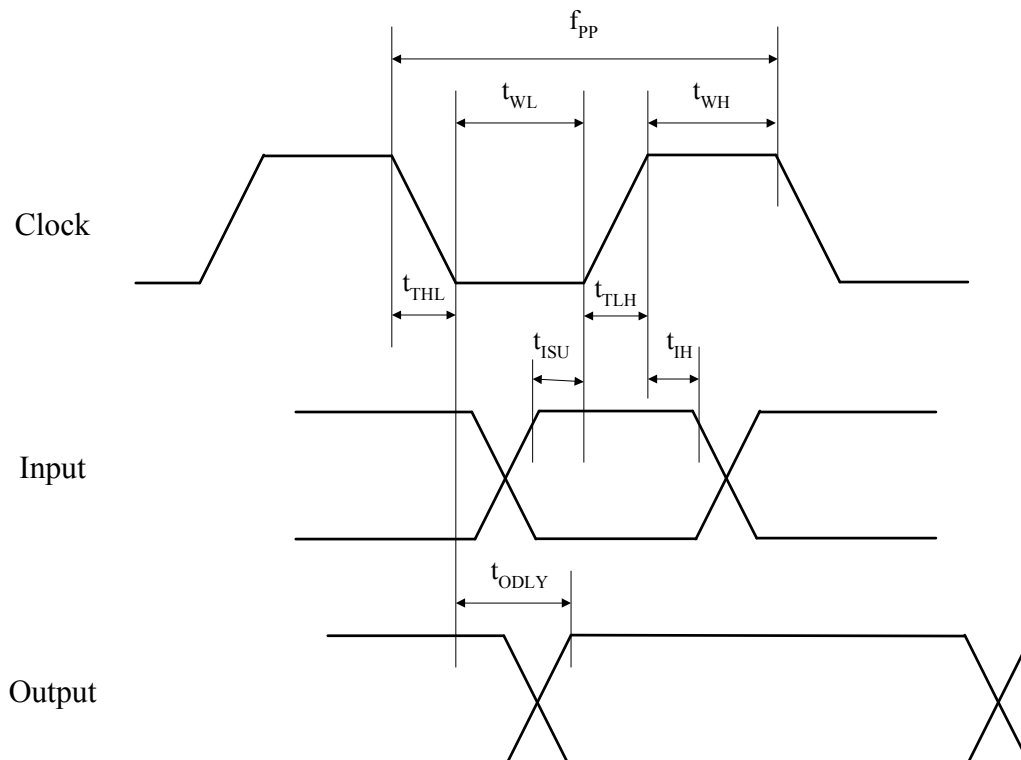 f_PP
t_WL
t_WH
Clock
t_THL
t_TLH
t_ISU
t_IH
Input
t_ODLY
Output